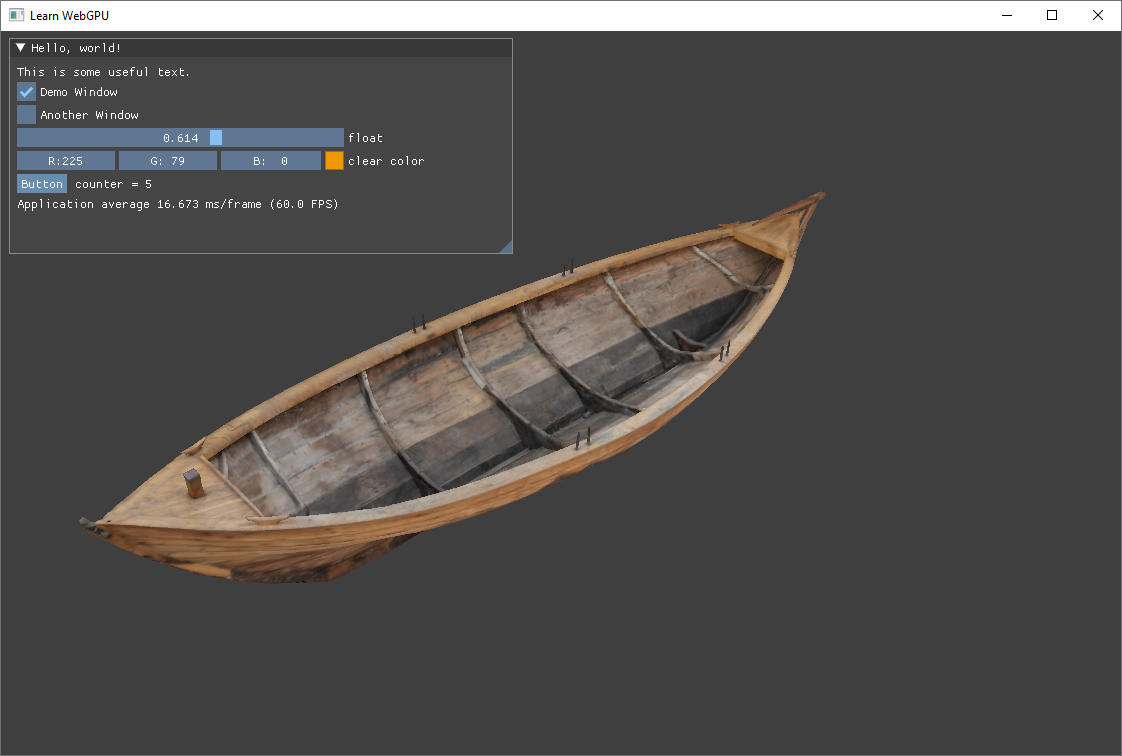 Learn WebGPU
Hello, world!
This is some useful text.
Demo Window
Another Window
0.614 float
R:225 G: 79 B: 0 clear color
Button counter = 5
Application average 16.673 ms/frame (60.0 FPS)